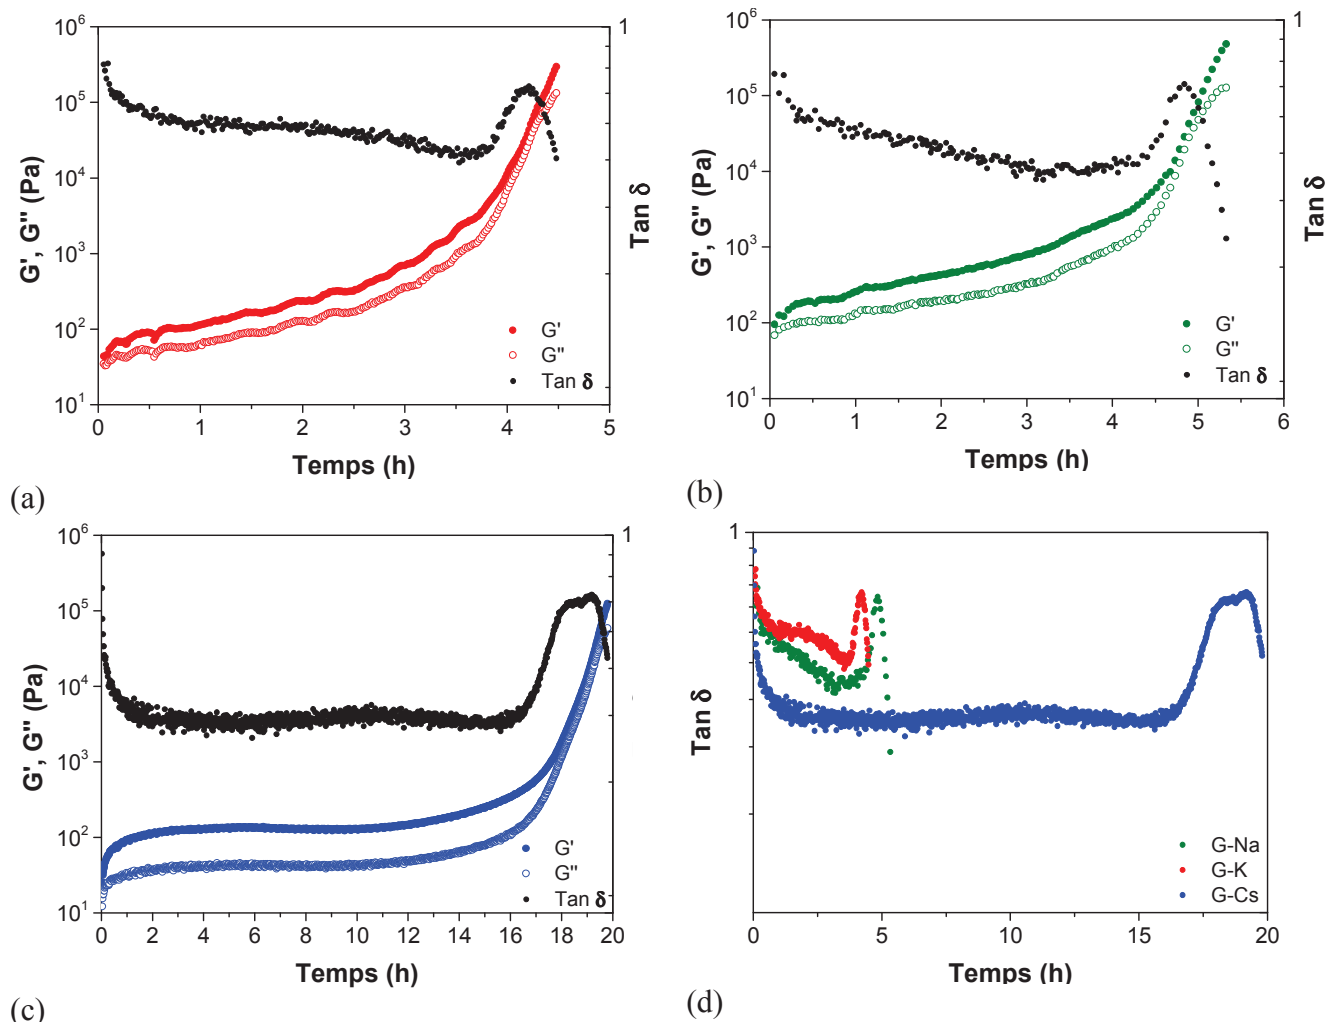 10^6
10^5
10^4
10^3
10^2
10^1
G', G'' (Pa)
1
Tan δ
G'
G''
Tan δ
0 1 2 3 4 5
Temps (h)
(a)
10^6
10^5
10^4
10^3
10^2
10^1
G', G'' (Pa)
1
Tan δ
G'
G''
Tan δ
0 1 2 3 4 5 6
Temps (h)
(b)
10^6
10^5
10^4
10^3
10^2
10^1
G', G'' (Pa)
1
G'
G''
Tan δ
0 2 4 6 8 10 12 14 16 18 20
Temps (h)
(c)
1
Tan δ
G-Na
G-K
G-Cs
0 5 10 15 20
Temps (h)
(d)